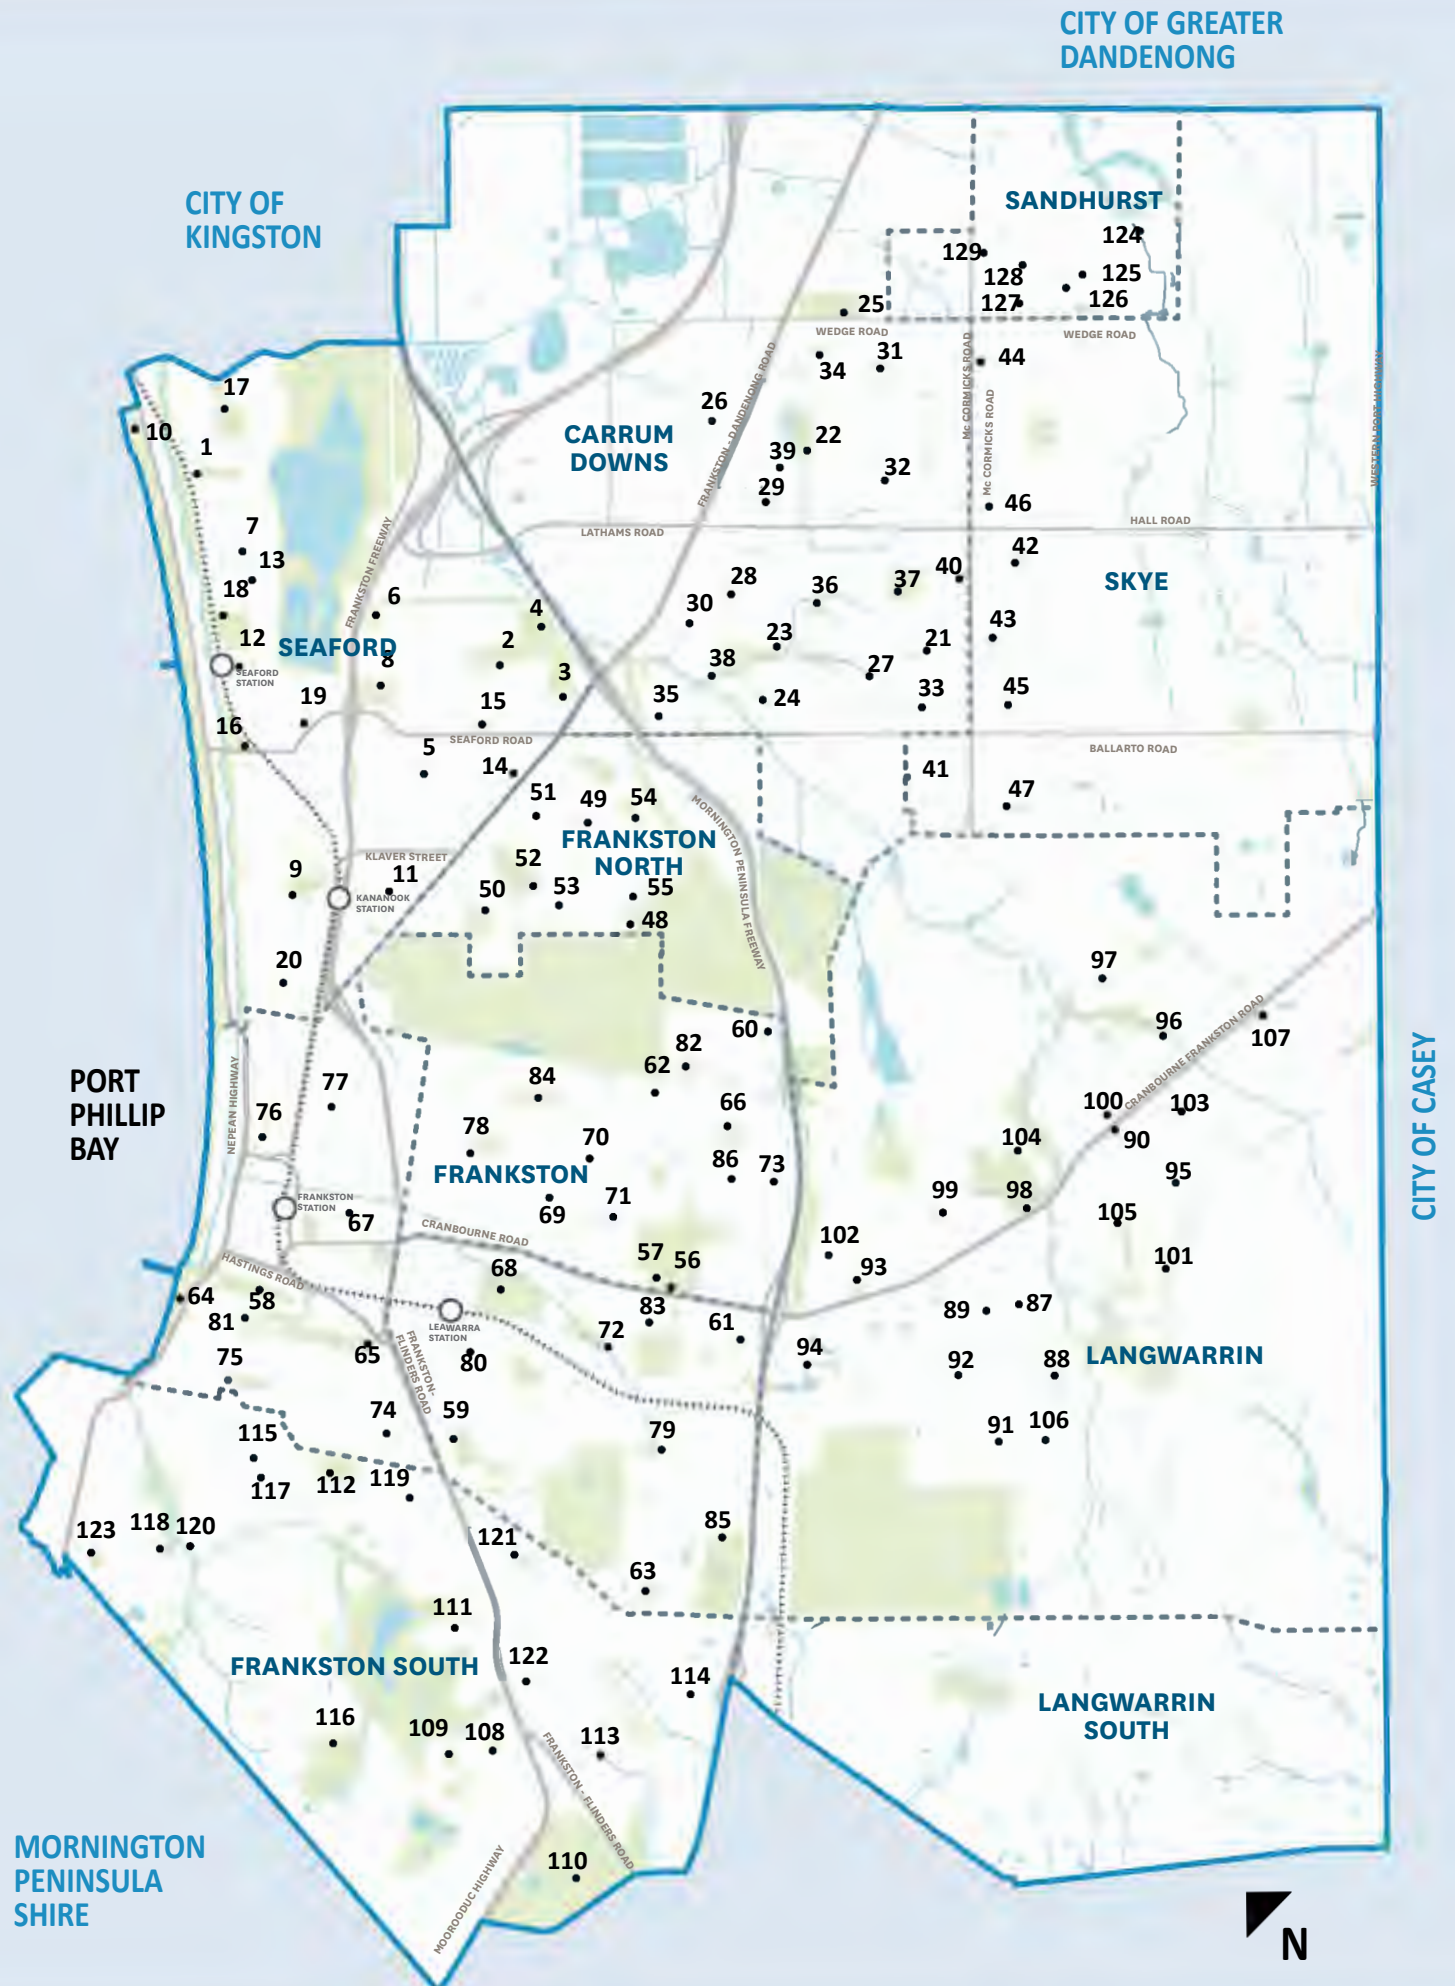 CITY OF GREATER
DANDENONG
CITY OF
KINGSTON
SANDHURST
124
129
128
125
127
126
25
WEDGE ROAD
WEDGE ROAD
34
31
44
Mc CORMICKS ROAD
Mc CORMICKS ROAD
WESTERN PORT HIGHWAY
FRANKSTON - DANDENONG ROAD
17
10
1
26
CARRUM
DOWNS
39
22
29
32
46
LATHAMS ROAD
HALL ROAD
7
13
18
FRANKSTON FREEWAY
6
4
28
30
36
37
40
42
SKYE
12
SEAFORD
SEAFORD
STATION
8
2
3
23
38
21
43
27
19
15
35
24
33
45
16
5
SEAFORD ROAD
14
BALLARTO ROAD
41
47
51
49
54
FRANKSTON
NORTH
MORNINGTON PENINSULA FREEWAY
KLAVER STREET
9
11
KANANOOK
STATION
52
50
53
55
48
20
97
96
107
CRANBOURNE FRANKSTON ROAD
60
82
62
PORT
PHILLIP
BAY
NEPEAN HIGHWAY
77
76
84
66
78
70
FRANKSTON
86
73
100
103
90
104
95
CITY OF CASEY
FRANKSTON
STATION
67
69
71
99
98
105
CRANBOURNE ROAD
102
93
101
HASTINGS ROAD
64
58
81
68
57
56
83
89
87
LEAWARRA
STATION
72
61
65
80
94
FRANKSTON-
FLINDERS ROAD
75
92
88
LANGWARRIN
74
59
79
91
106
115
117
112
119
123
118
120
121
85
63
111
FRANKSTON SOUTH
122
114
LANGWARRIN
SOUTH
116
109
108
113
FRANKSTON - FLINDERS ROAD
MORNINGTON
PENINSULA
SHIRE
110
MOOROODUC HIGHWAY
N